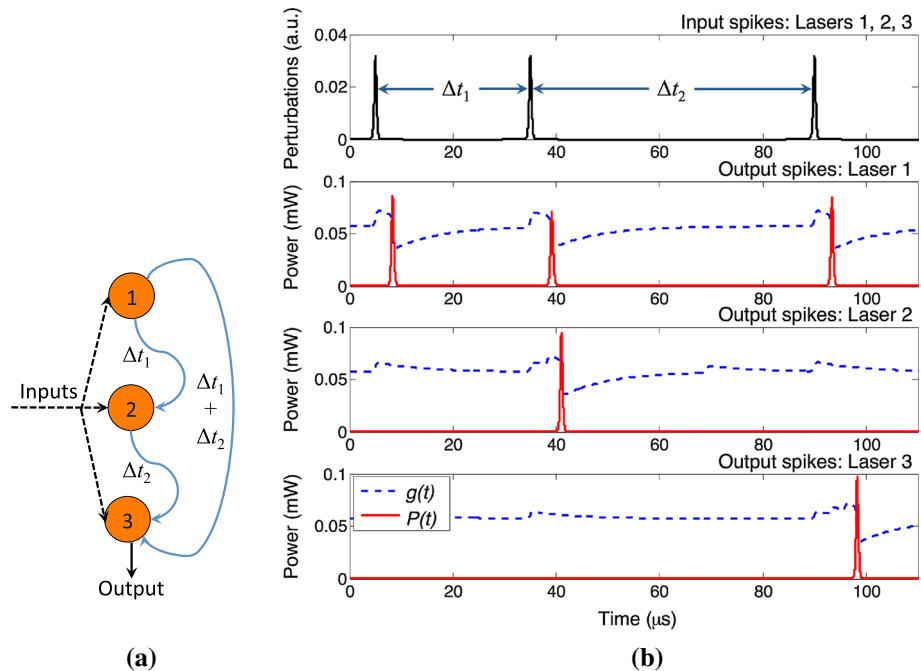 1
Δt₁
Inputs
2
Δt₁
+
Δt₂
Δt₂
3
Output
(a)
Input spikes: Lasers 1, 2, 3
Perturbations (a.u.)
0.04
0.02
0
Δt₁
Δt₂
0 20 40 60 80 100
Output spikes: Laser 1
Power (mW)
0.1
0.05
0
0 20 40 60 80 100
Output spikes: Laser 2
Power (mW)
0.1
0.05
0
0 20 40 60 80 100
Output spikes: Laser 3
Power (mW)
0.1
0.05
0
g(t)
P(t)
0 20 40 60 80 100
Time (μs)
(b)